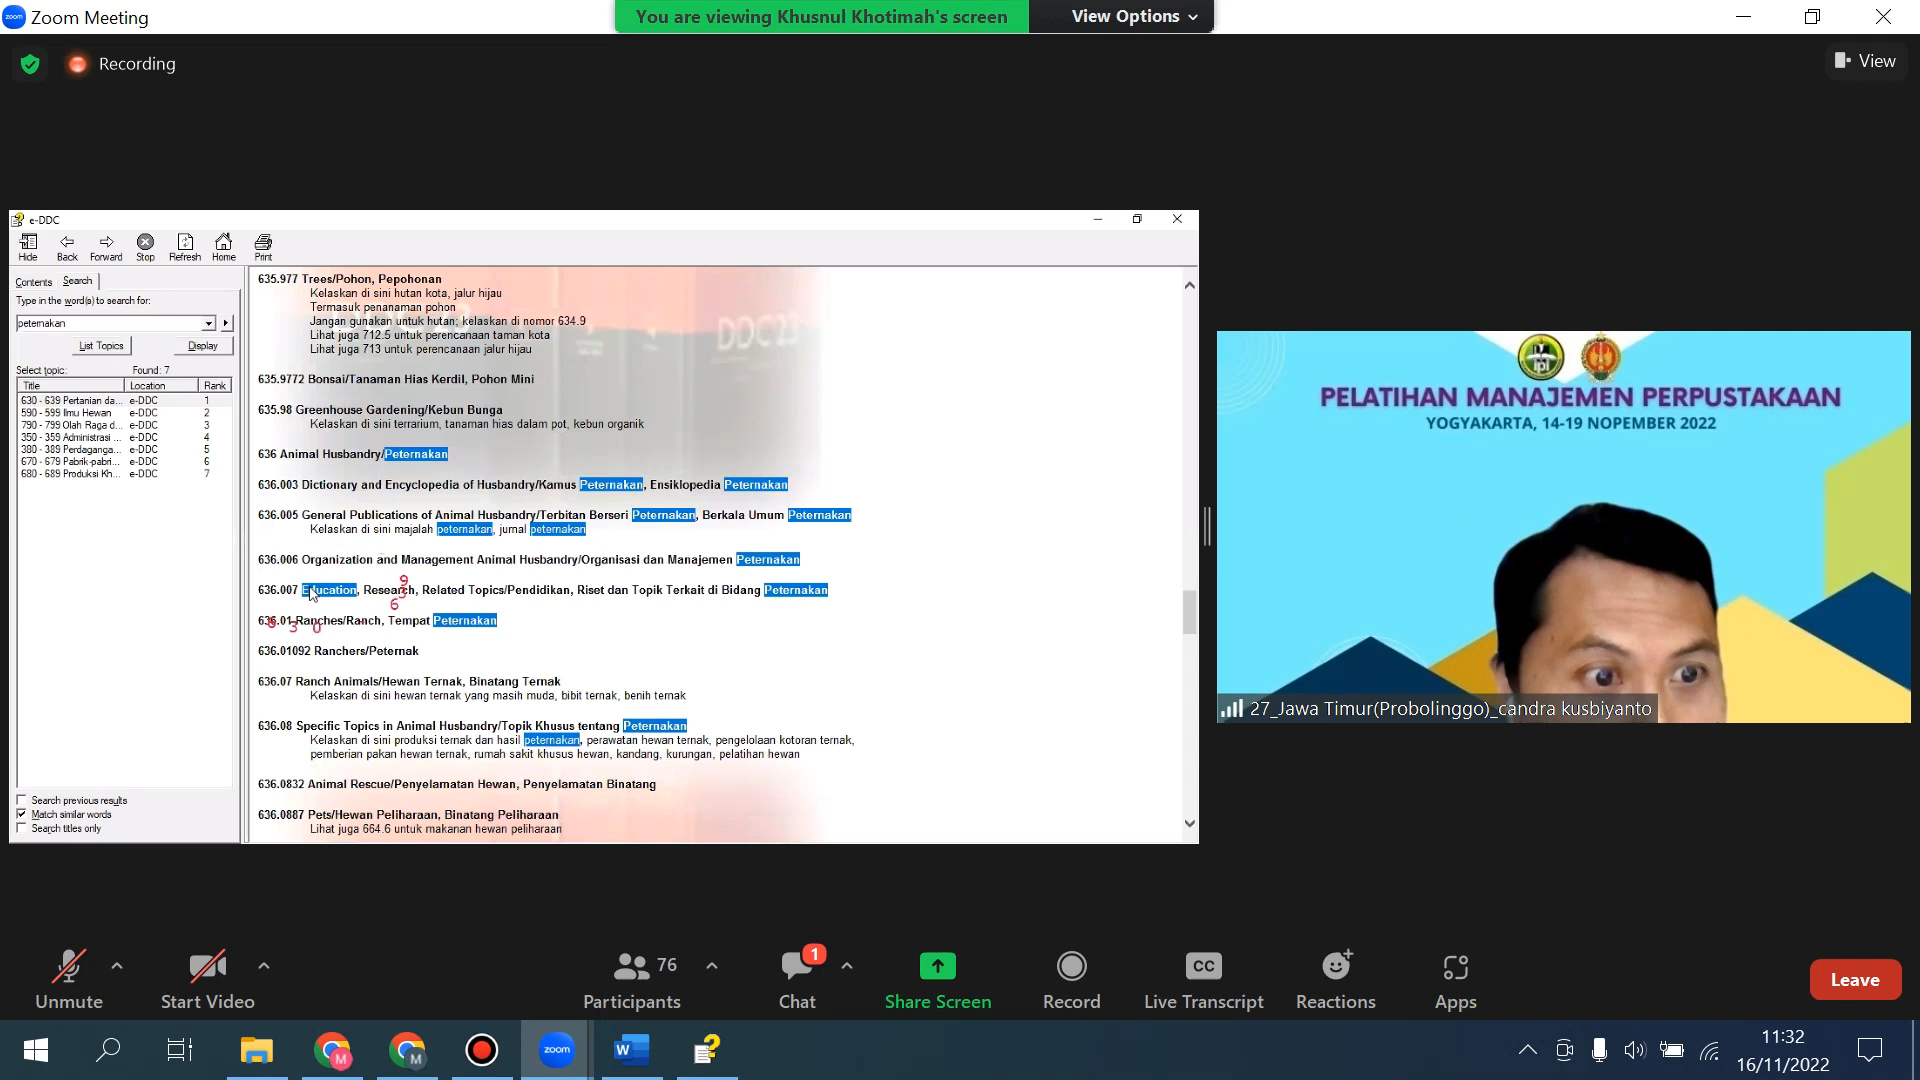 Zoom Meeting
You are viewing Khusnul Khotimah's screen
View Options
Recording
View
e-DDC
Hide
Back
Forward
Stop
Refresh
Home
Print
Contents
Search
Type in the word(s) to search for:
peternakan
List Topics
Display
Select topic:
Found: 7
Title Location Rank
630 - 639 Pertanian da... e-DDC 1
590 - 599 Ilmu Hewan e-DDC 2
790 - 799 Olah Raga d... e-DDC 3
350 - 359 Administrasi ... e-DDC 4
380 - 389 Perdaganga... e-DDC 5
670 - 679 Pabrik-pabri... e-DDC 6
680 - 689 Produksi Kh... e-DDC 7
Search previous results
Match similar words
Search titles only
DDC23
635.977 Trees/Pohon, Pepohonan
Kelaskan di sini hutan kota, jalur hijau
Termasuk penanaman pohon
Jangan gunakan untuk hutan; kelaskan di nomor 634.9
Lihat juga 712.5 untuk perencanaan taman kota
Lihat juga 713 untuk perencanaan jalur hijau
635.9772 Bonsai/Tanaman Hias Kerdil, Pohon Mini
635.98 Greenhouse Gardening/Kebun Bunga
Kelaskan di sini terrarium, tanaman hias dalam pot, kebun organik
636 Animal Husbandry/Peternakan
636.003 Dictionary and Encyclopedia of Husbandry/Kamus Peternakan, Ensiklopedia Peternakan
636.005 General Publications of Animal Husbandry/Terbitan Berseri Peternakan, Berkala Umum Peternakan
Kelaskan di sini majalah peternakan, jurnal peternakan
636.006 Organization and Management Animal Husbandry/Organisasi dan Manajemen Peternakan
9
636.007 Education, Research, Related Topics/Pendidikan, Riset dan Topik Terkait di Bidang Peternakan
3
6
636.01 Ranches/Ranch, Tempat Peternakan
3 0
636.01092 Ranchers/Peternak
636.07 Ranch Animals/Hewan Ternak, Binatang Ternak
Kelaskan di sini hewan ternak yang masih muda, bibit ternak, benih ternak
636.08 Specific Topics in Animal Husbandry/Topik Khusus tentang Peternakan
Kelaskan di sini produksi ternak dan hasil peternakan, perawatan hewan ternak, pengelolaan kotoran ternak,
pemberian pakan hewan ternak, rumah sakit khusus hewan, kandang, kurungan, pelatihan hewan
636.0832 Animal Rescue/Penyelamatan Hewan, Penyelamatan Binatang
636.0887 Pets/Hewan Peliharaan, Binatang Peliharaan
Lihat juga 664.6 untuk makanan hewan peliharaan
PELATIHAN MANAJEMEN PERPUSTAKAAN
YOGYAKARTA, 14-19 NOPEMBER 2022
27_Jawa Timur(Probolinggo)_candra kusbiyanto
Unmute
Start Video
76
Participants
1
Chat
Share Screen
Record
CC
Live Transcript
Reactions
Apps
Leave
M
M
zoom
W
11:32
16/11/2022